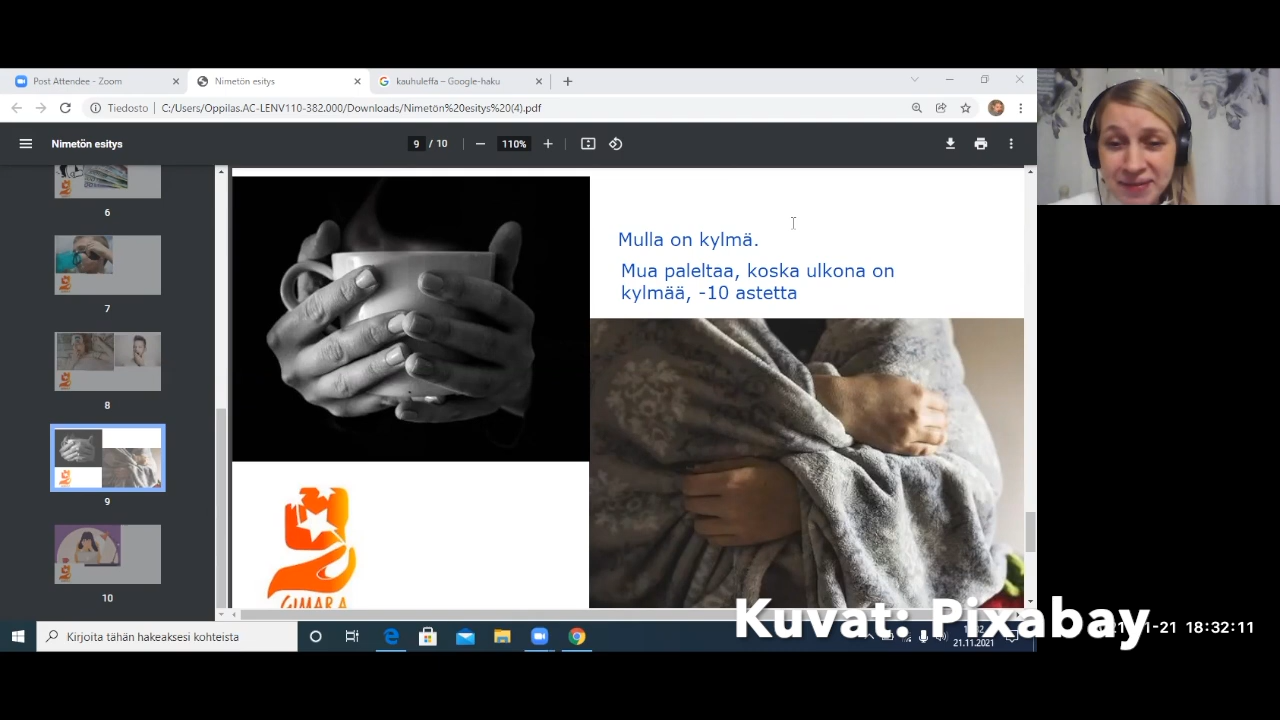 Post Attendee - Zoom
Nimetön esitys
kauhuleffa – Google-haku
Tiedosto
C:/Users/Oppilas.AC-LENV110-382.000/Downloads/Nimetön%20esitys%20(4).pdf
Nimetön esitys
9 / 10
110%
6
7
8
9
10
Mulla on kylmä.
Mua paleltaa, koska ulkona on
kylmää, -10 astetta
GIMARA
Kirjoita tähän hakeaksesi kohteista
21.11.2021
Kuvat: Pixabay
18:32:11